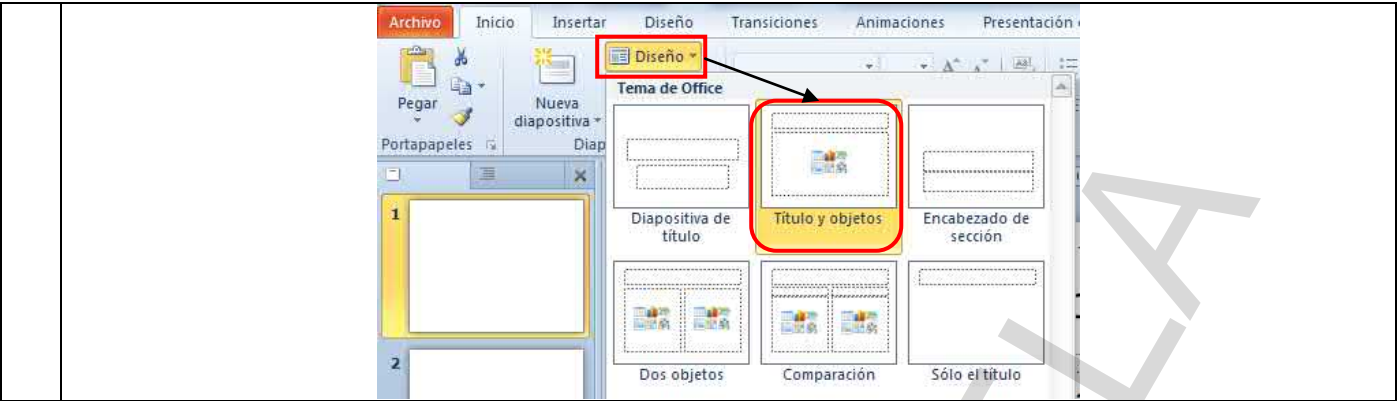 Archivo Inicio Insertar Diseño Transiciones Animaciones Presentación
Diseño
Pegar
Nueva
diapositiva
Portapapeles
Diap
Tema de Office
Diapositiva de
título
Título y objetos
Encabezado de
sección
1
Dos objetos
Comparación
Sólo el título
2
LA